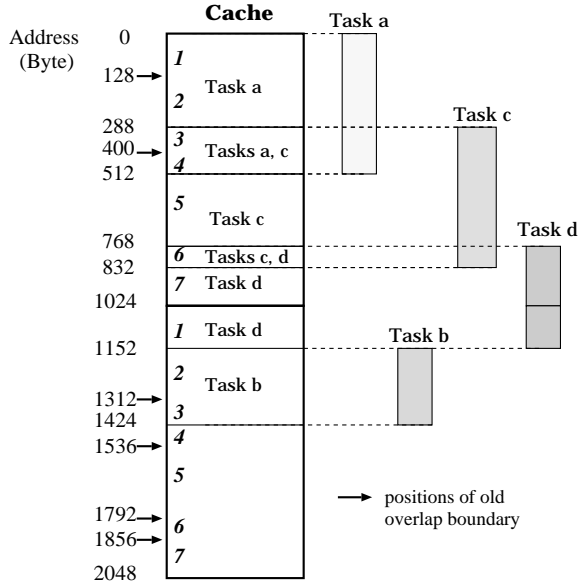 Cache
Address
(Byte)
0
Task a
1
128
2
Task a
288
Task c
3
400
Tasks a, c
4
512
5
Task c
768
Task d
6
Tasks c, d
832
7
Task d
1024
1
Task d
1152
Task b
2
Task b
1312
3
1424
4
1536
5
positions of old
overlap boundary
1792
6
1856
7
2048